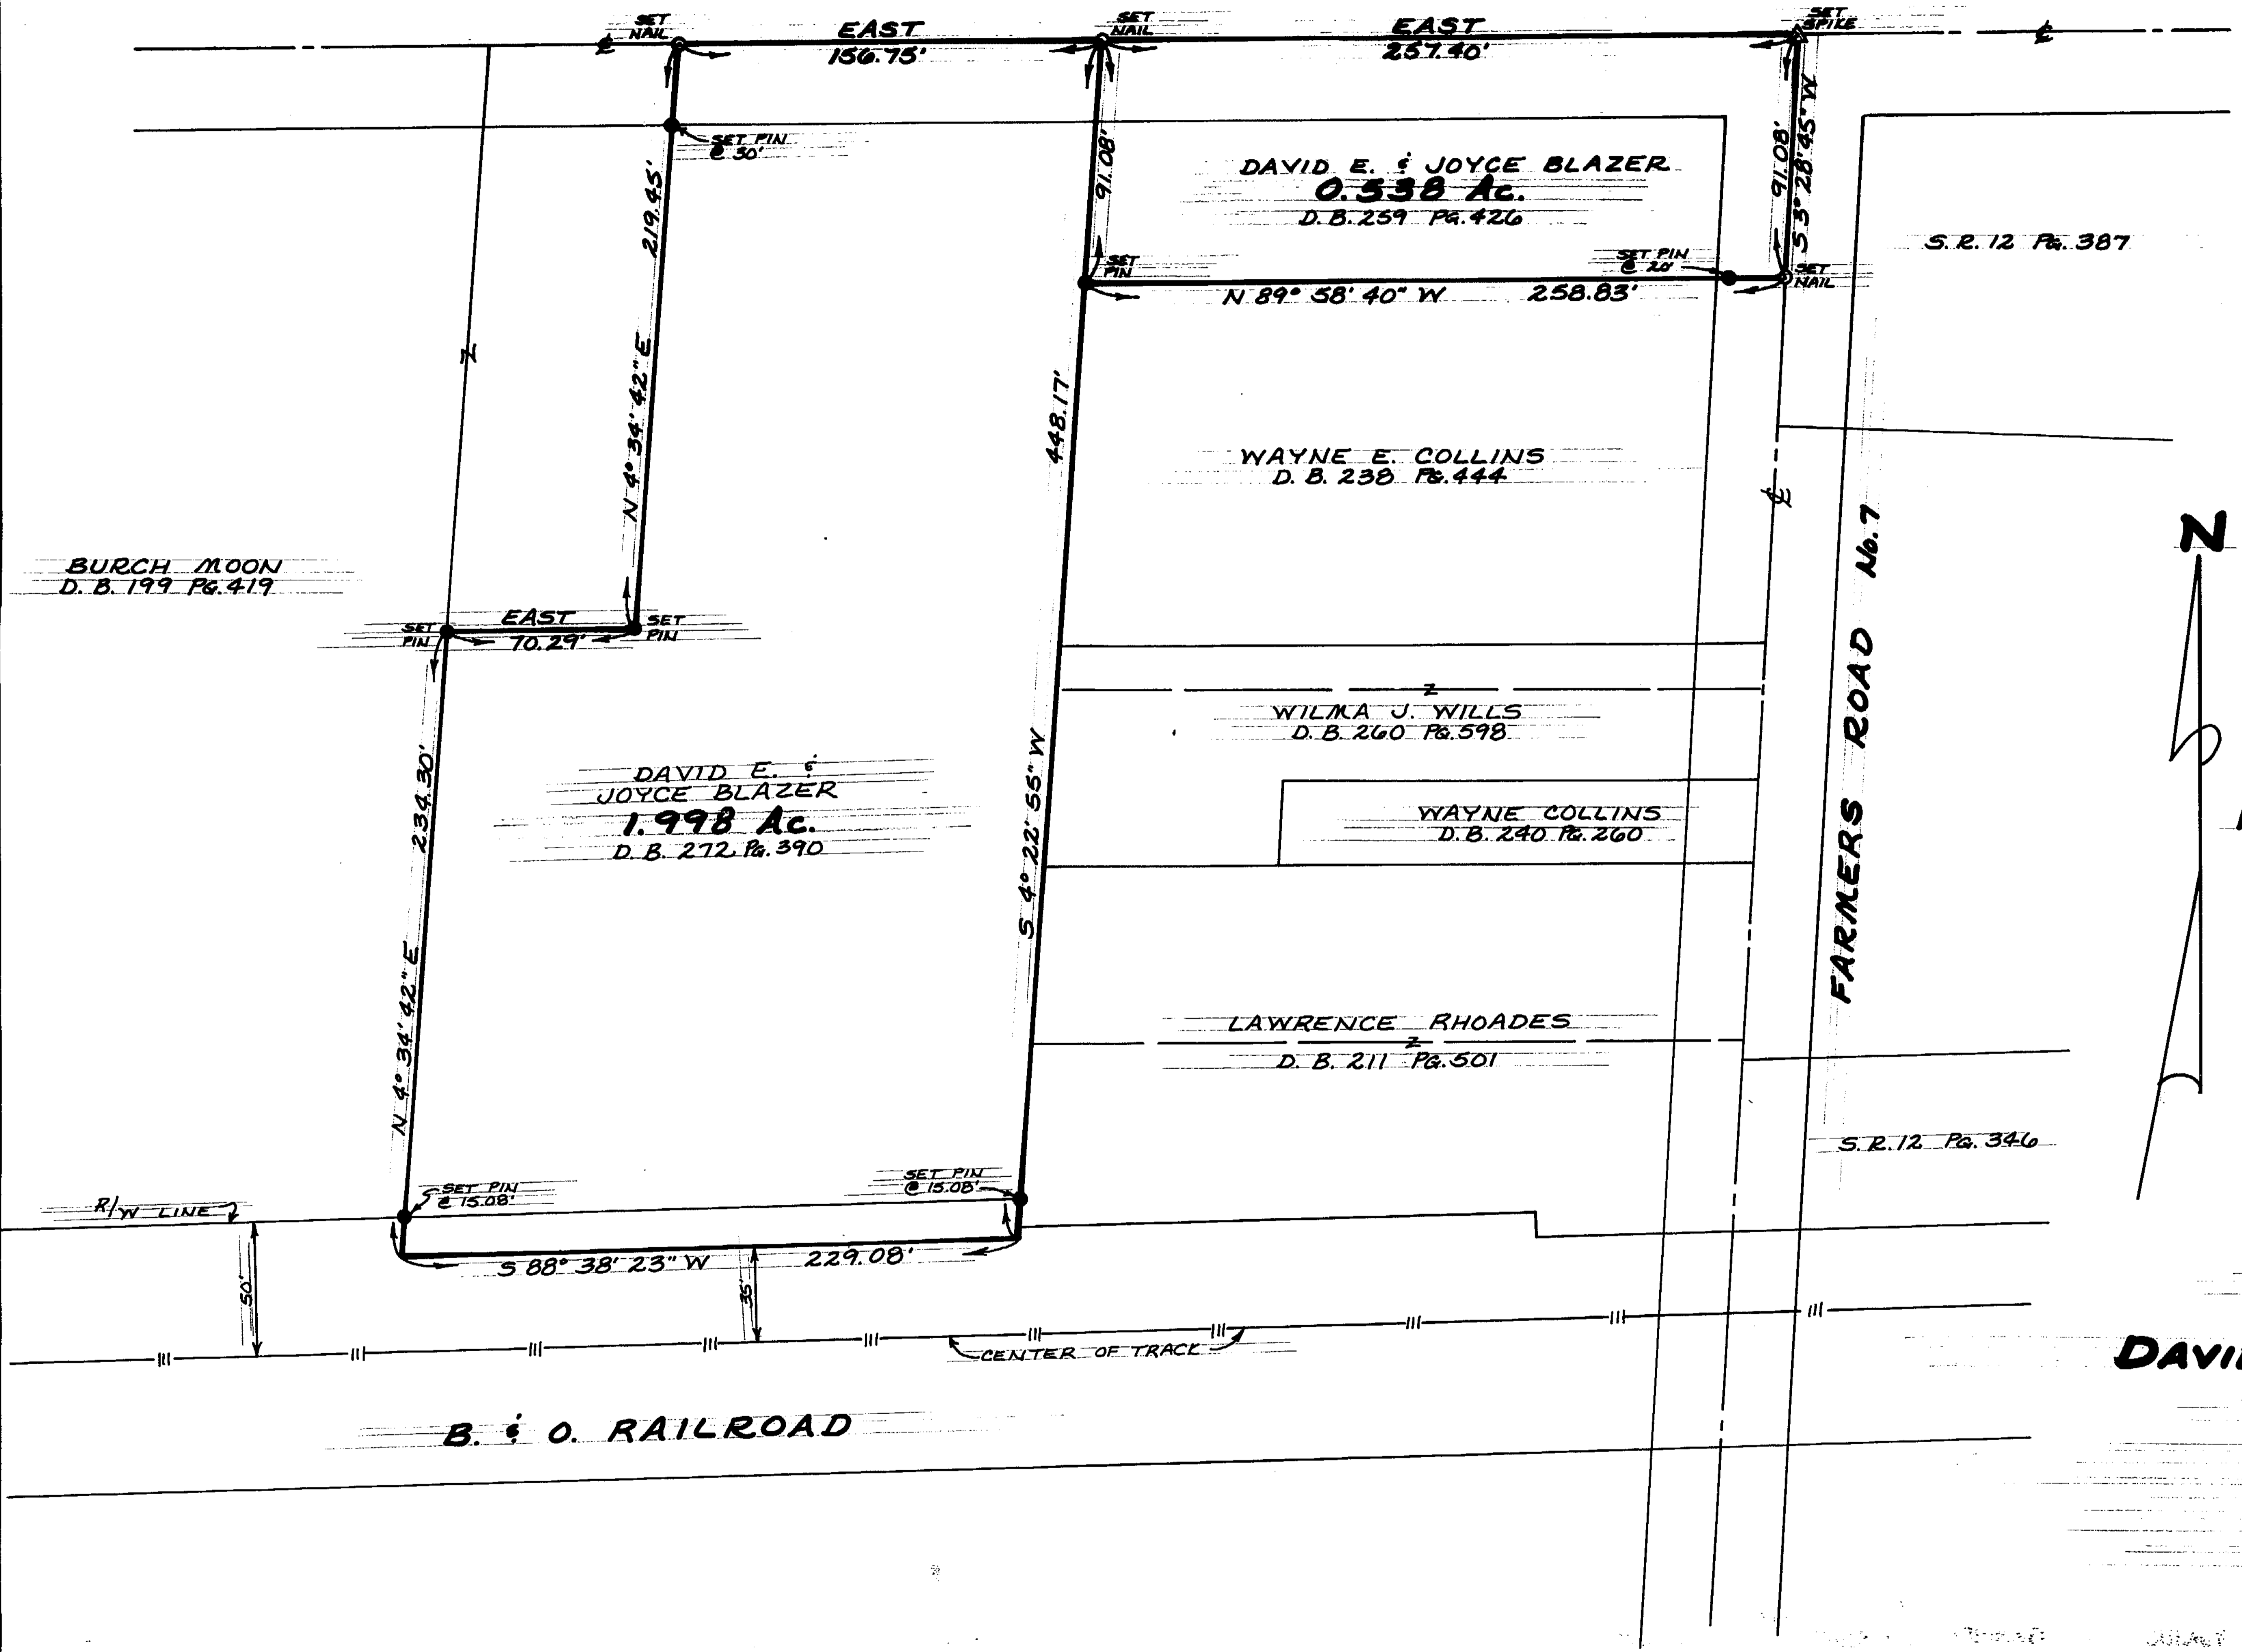 SET
NAIL
EAST
156.75'
SET
NAIL
EAST
257.40'
SET
SPIKE
SET PIN
@ 30'
219.45'
N 4° 34' 42" E
91.08'
DAVID E. & JOYCE BLAZER
0.538 Ac.
D. B. 259 PG. 426
91.08'
S 3° 28' 45" W
S. R. 12 PG. 387
SET
PIN
SET PIN
@ 20'
SET
NAIL
N 89° 58' 40" W 258.83'
448.17'
S 4° 22' 55" W
WAYNE E. COLLINS
D. B. 238 PG. 444
N
FARMERS ROAD No. 7
BURCH MOON
D. B. 199 PG. 419
SET
PIN
EAST
70.29'
SET
PIN
WILMA J. WILLS
D. B. 260 PG. 598
234.30'
N 4° 34' 42" E
DAVID E. &
JOYCE BLAZER
1.998 Ac.
D. B. 272 PG. 390
WAYNE COLLINS
D. B. 240 PG. 260
LAWRENCE RHOADES
D. B. 211 PG. 501
S. R. 12 PG. 346
SET PIN
@ 15.08'
SET PIN
@ 15.08'
R/W LINE
S 88° 38' 23" W 229.08'
50'
35'
CENTER OF TRACK
DAVI
B. & O. RAILROAD